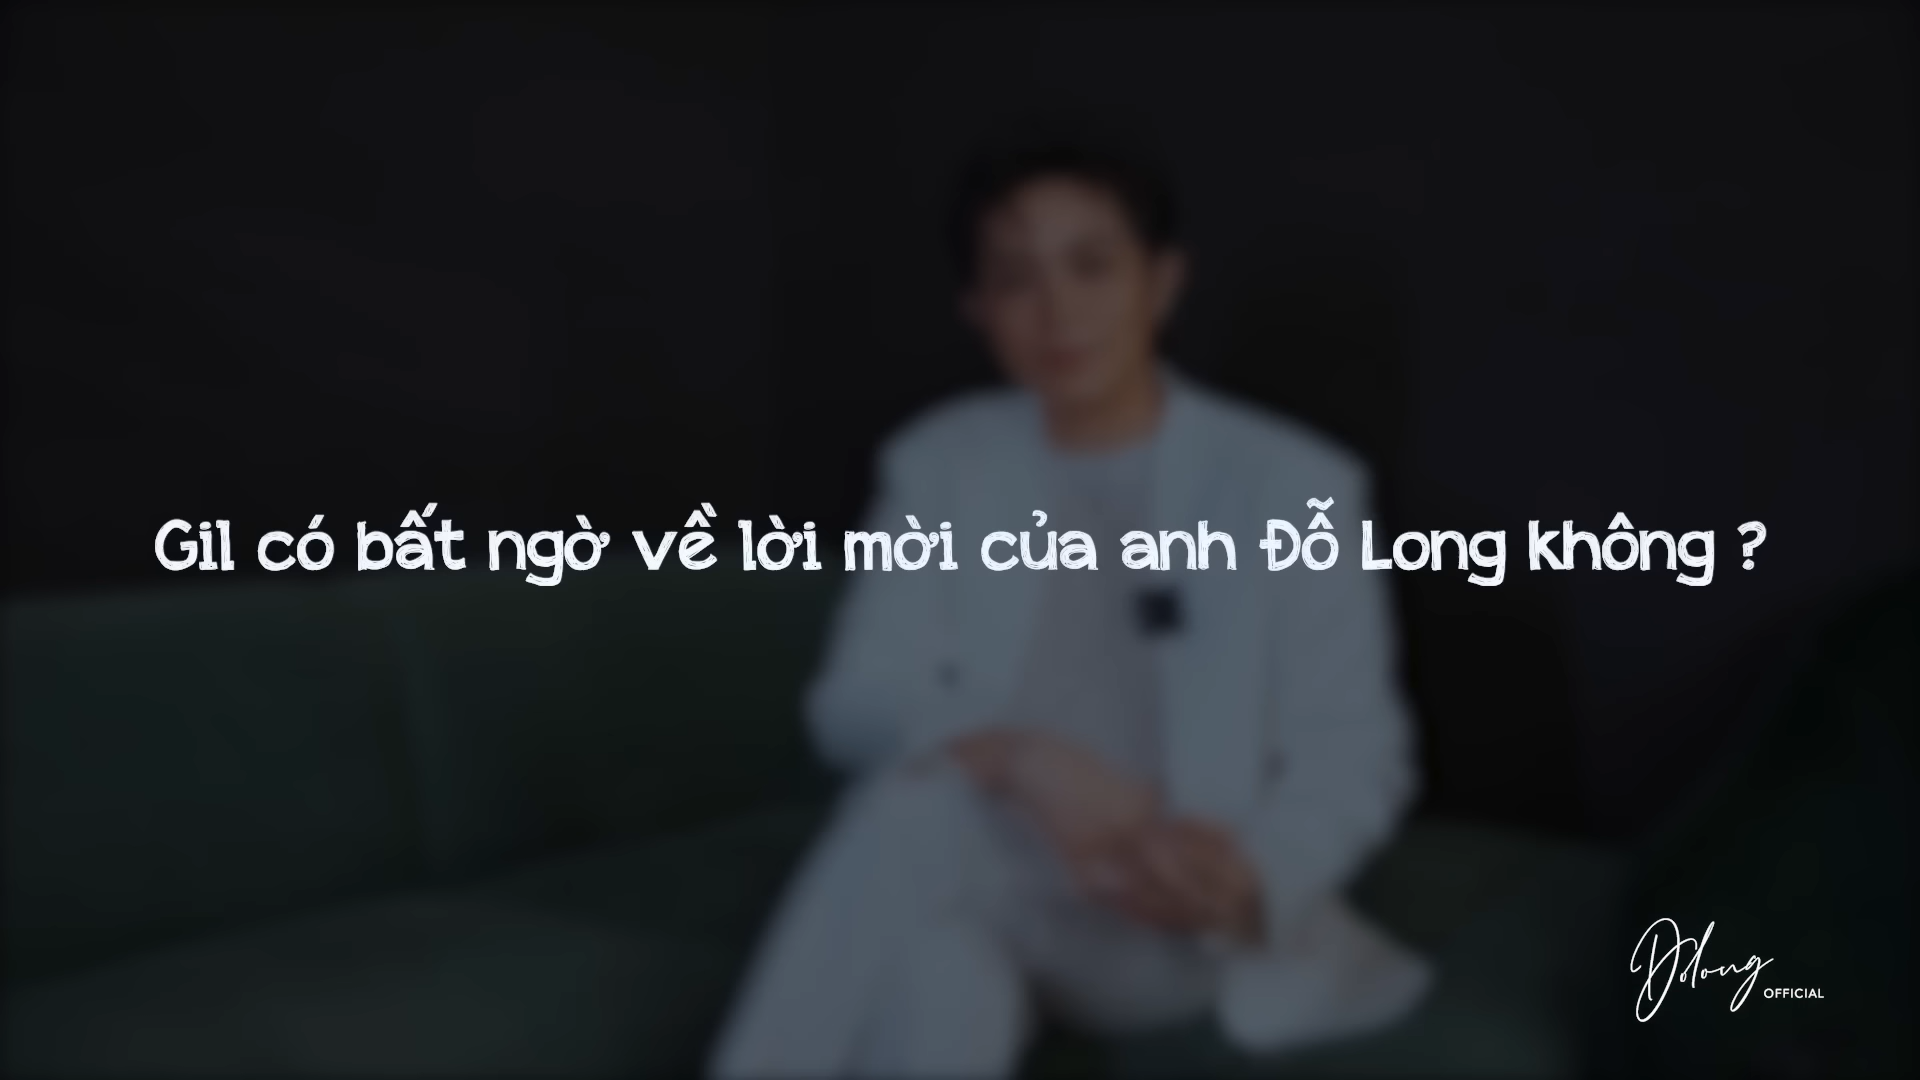 Gil có bất ngờ về lời mời của anh Đỗ Long không ?
Dolong
OFFICIAL